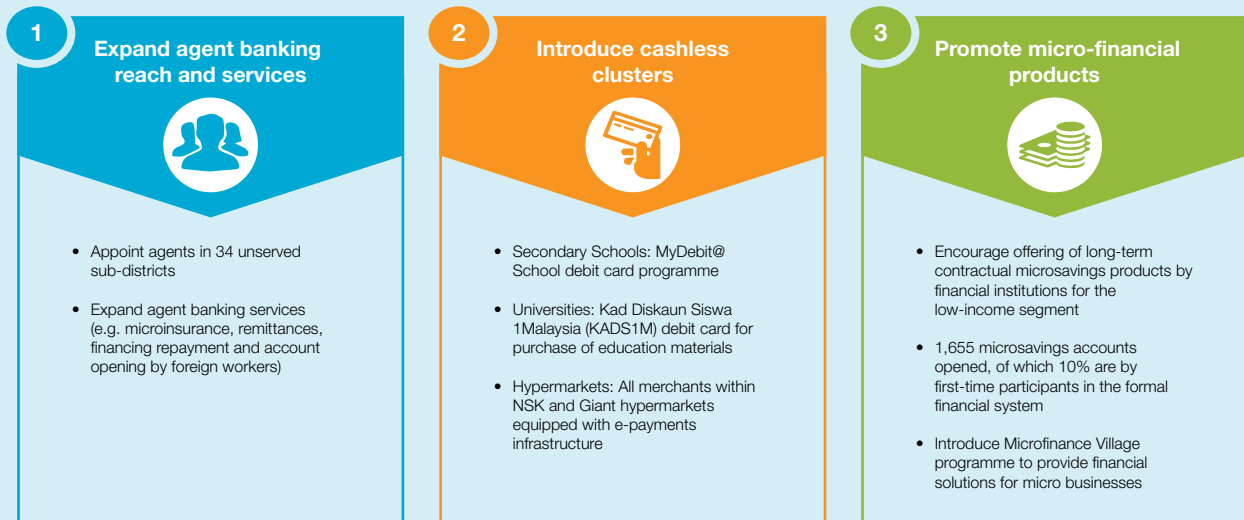 1
Expand agent banking
reach and services
• Appoint agents in 34 unserved
sub-districts
• Expand agent banking services
(e.g. microinsurance, remittances,
financing repayment and account
opening by foreign workers)
2
Introduce cashless
clusters
• Secondary Schools: MyDebit@
School debit card programme
• Universities: Kad Diskaun Siswa
1Malaysia (KADS1M) debit card for
purchase of education materials
• Hypermarkets: All merchants within
NSK and Giant hypermarkets
equipped with e-payments
infrastructure
3
Promote micro-financial
products
• Encourage offering of long-term
contractual microsavings products by
financial institutions for the
low-income segment
• 1,655 microsavings accounts
opened, of which 10% are by
first-time participants in the formal
financial system
• Introduce Microfinance Village
programme to provide financial
solutions for micro businesses